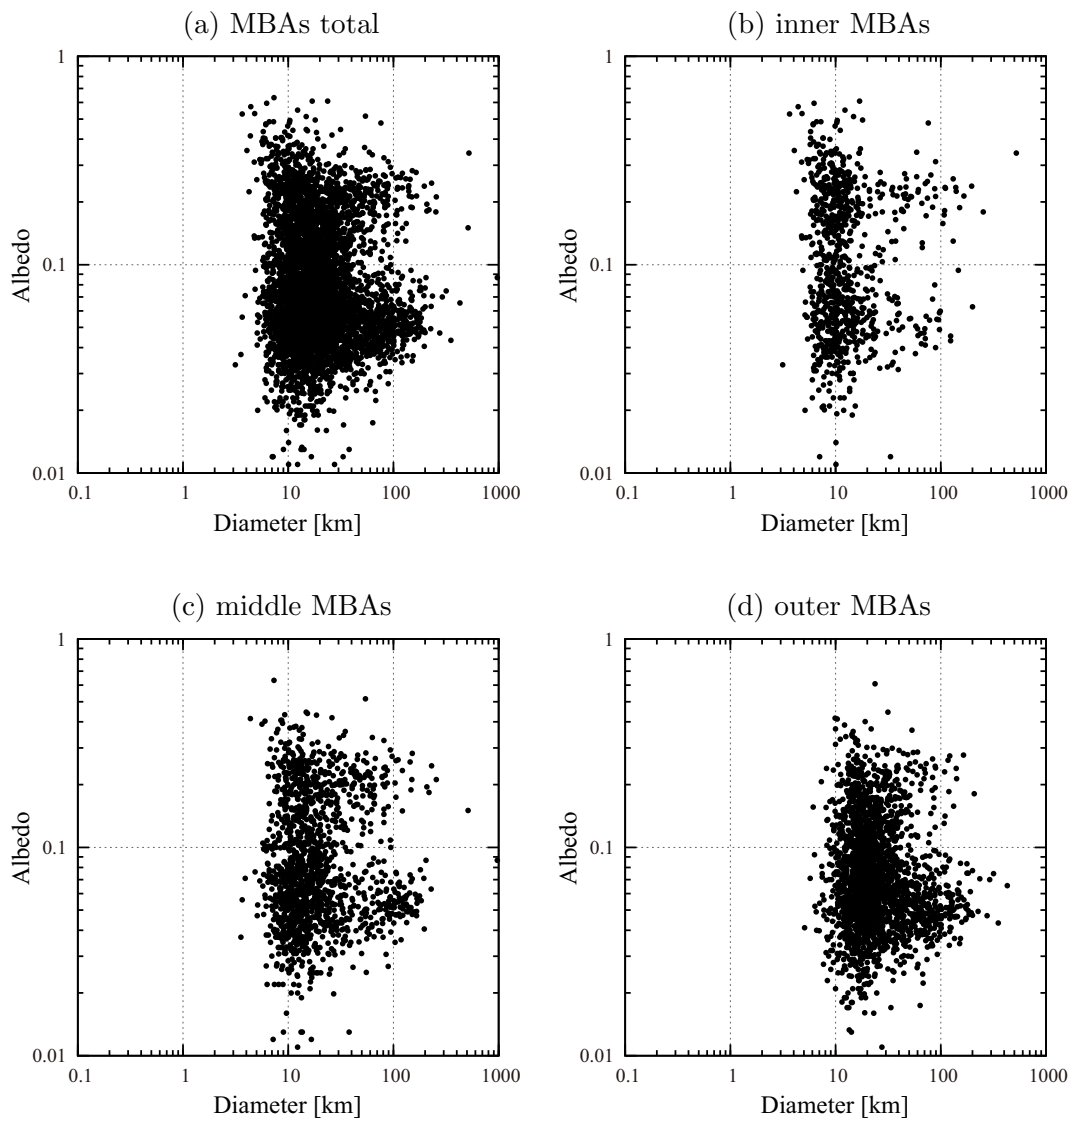 (a) MBAs total
(b) inner MBAs
1
0.1
0.01
Albedo
0.1 1 10 100 1000
Diameter [km]
1
0.1
0.01
Albedo
0.1 1 10 100 1000
Diameter [km]
(c) middle MBAs
(d) outer MBAs
1
0.1
0.01
Albedo
0.1 1 10 100 1000
Diameter [km]
1
0.1
0.01
Albedo
0.1 1 10 100 1000
Diameter [km]